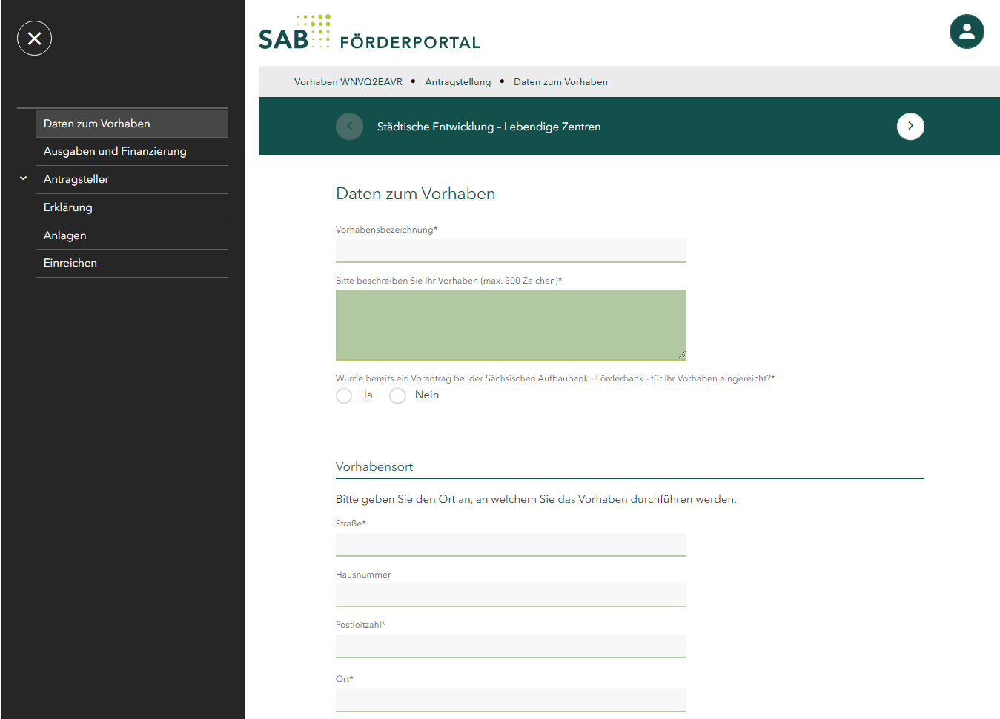 SAB FÖRDERPORTAL
Vorhaben WNVQ2EAVR • Antragstellung • Daten zum Vorhaben
Städtische Entwicklung – Lebendige Zentren
Daten zum Vorhaben
Ausgaben und Finanzierung
Antragsteller
Erklärung
Anlagen
Einreichen
Daten zum Vorhaben
Vorhabensbezeichnung*
Bitte beschreiben Sie Ihr Vorhaben (max. 500 Zeichen)*
Wurde bereits ein Vorantrag bei der Sächsischen Aufbaubank - Förderbank - für Ihr Vorhaben eingereicht?*
Ja Nein
Vorhabensort
Bitte geben Sie den Ort an, an welchem Sie das Vorhaben durchführen werden.
Straße*
Hausnummer
Postleitzahl*
Ort*